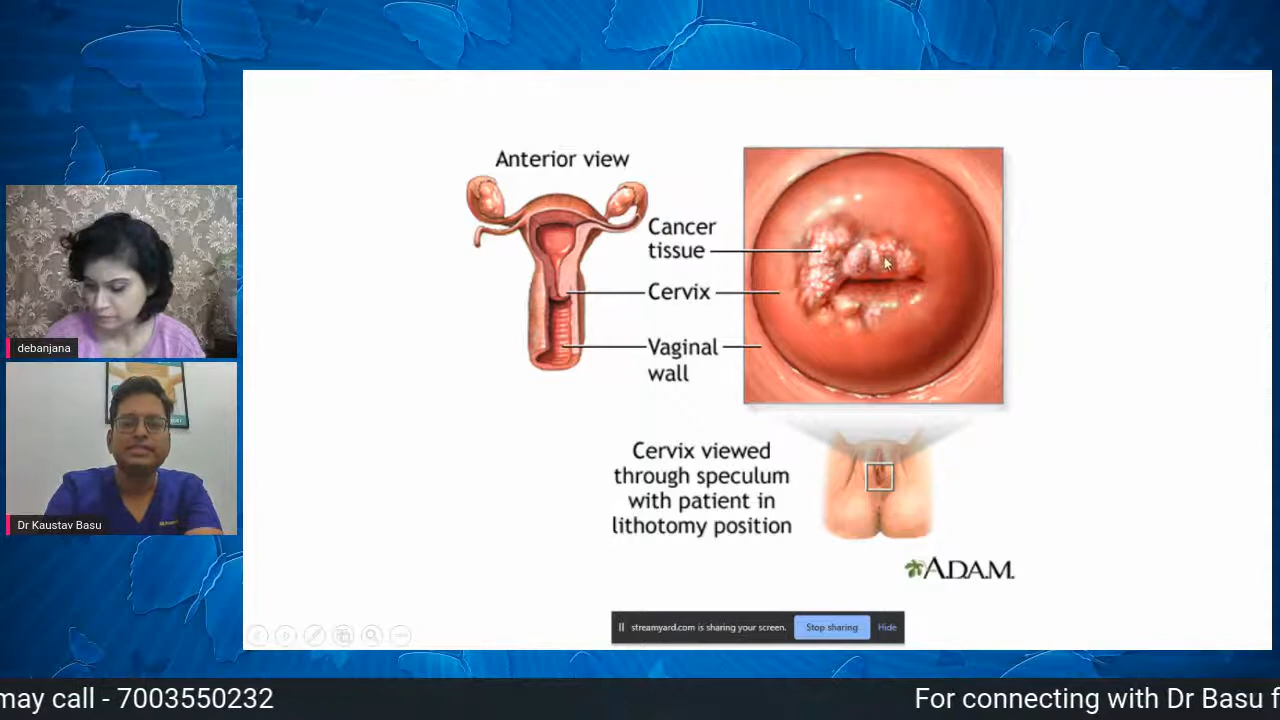 Anterior view
Cancer
tissue
Cervix
Vaginal
wall
Cervix viewed
through speculum
with patient in
lithotomy position
A.D.A.M.
debanjana
Dr Kaustav Basu
streamyard.com is sharing your screen.
Stop sharing
Hide
may call - 7003550232
For connecting with Dr Basu f